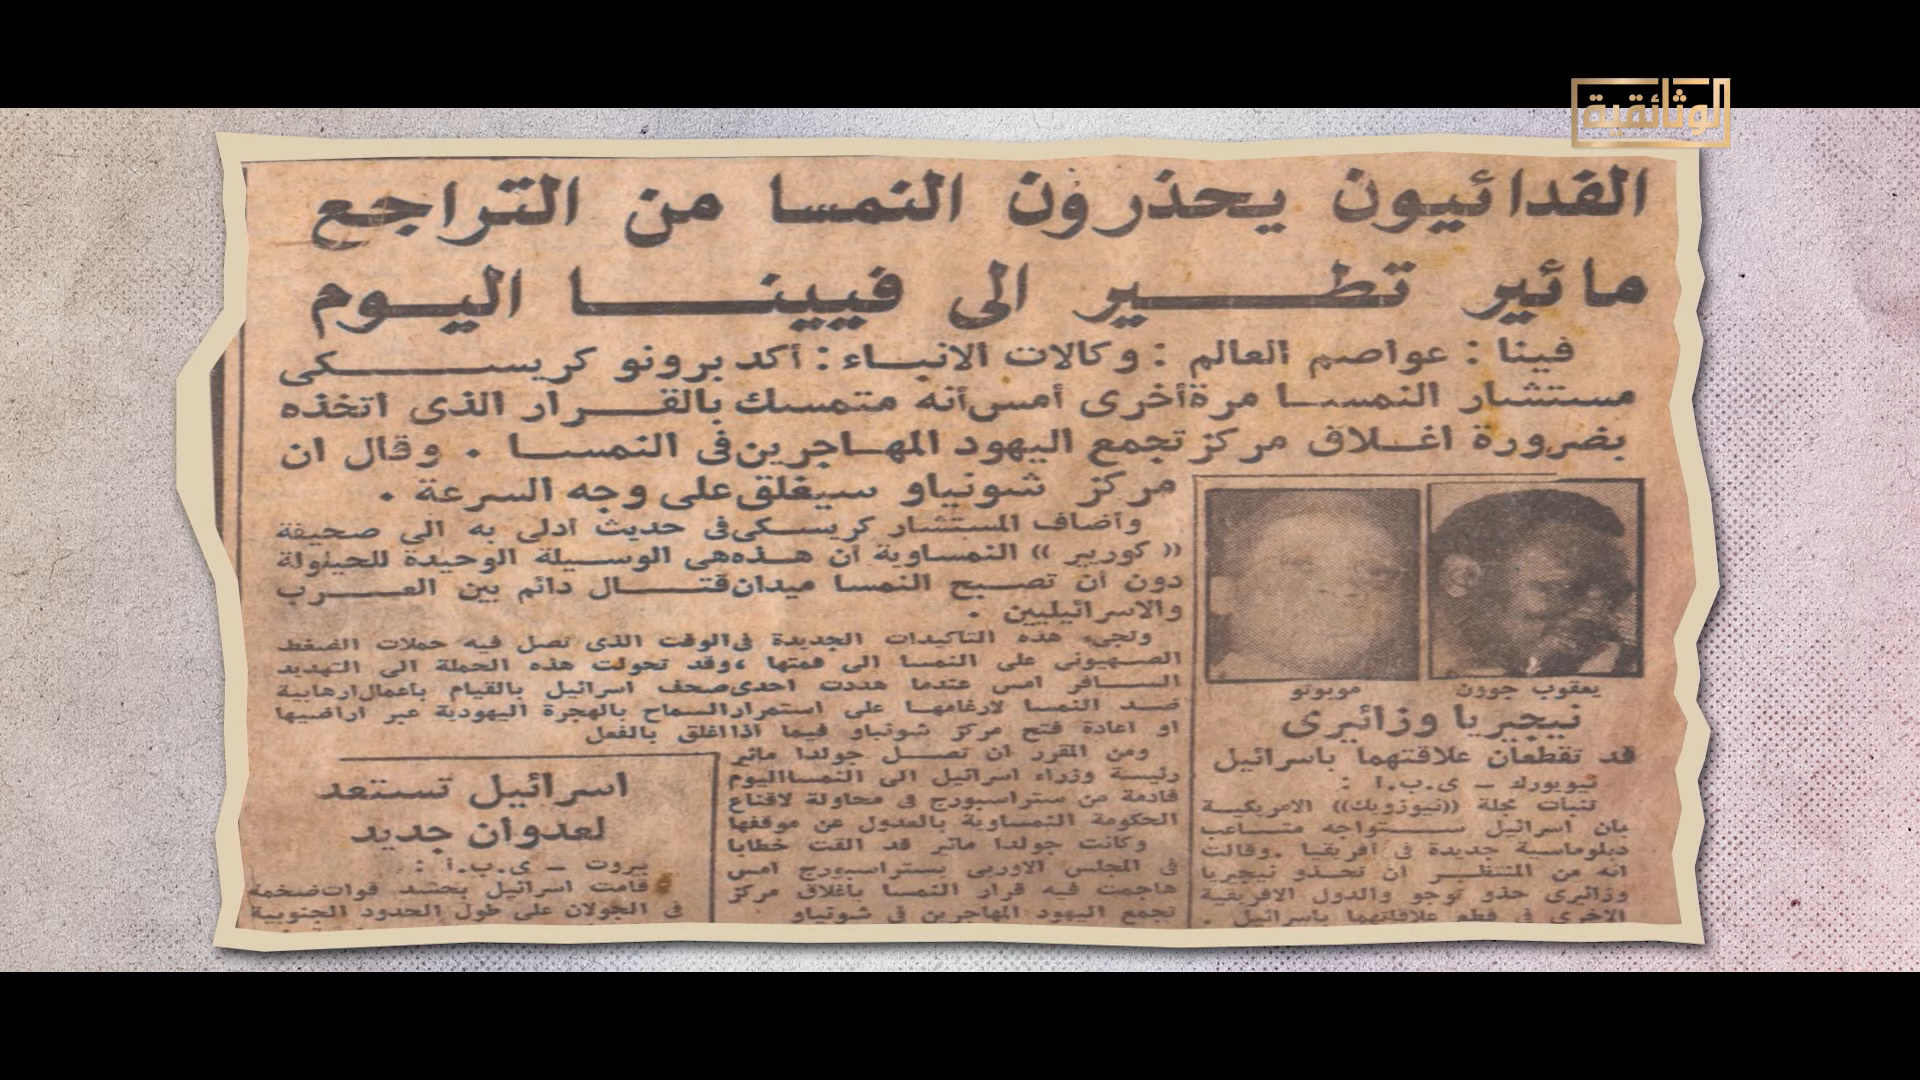 الوثائقية
الفدائيون يحذرون النمسا من التراجع
مائير تطير الى فيينا اليوم
فينا : عواصم العالم : وكالات الانباء : أكد برونو كريسكى
مستشار النمسا مرة أخرى أمس أنه متمسك بالقرار الذى اتخذه
بضرورة اغلاق مركز تجمع اليهود المهاجرين فى النمسا . وقال ان
مركز شونياو سيغلق على وجه السرعة .
وأضاف المستشار كريسكى فى حديث أدلى به الى صحيفة
(( كوريير )) النمساوية أن هذه هى الوسيلة الوحيدة للحيلولة
دون أن تصبح النمسا ميدان قتال دائم بين العرب
والاسرائيليين .
وتجىء هذه التاكيدات الجديدة فى الوقت الذى تصل فيه حملات الضغط
الصهيونى على النمسا الى قمتها ، وقد تحولت هذه الحملة الى التهديد
السافر امس عندما هددت احدى صحف اسرائيل بالقيام باعمال ارهابية
ضد النمسا لارغامها على استمرار السماح بالهجرة اليهودية عبر اراضيها
او اعادة فتح مركز شونياو فيما اذا اغلق بالفعل
ومن المقرر ان تصل جولدا مائير
رئيسة وزراء اسرائيل الى النمسا اليوم
قادمة من ستراسبورج فى محاولة لاقناع
الحكومة النمساوية بالعدول عن موقفها
وكانت جولدا مائير قد القت خطابا
فى المجلس الاوربى بستراسبورج امس
هاجمت فيه قرار النمسا باغلاق مركز
تجمع اليهود المهاجرين فى شونياو
يعقوب جوون
موبوتو
نيجيريا وزائيرى
قد تقطعان علاقتهما باسرائيل
نيويورك - ى.ب.ا :
تنبات مجلة ((نيوزويك)) الامريكية
بان اسرائيل ستواجه متاعب
دبلوماسية جديدة فى أفريقيا . وقالت
انه من المنتظر ان تحذو نيجيريا
وزائيرى حذو توجو والدول الافريقية
الاخرى فى قطع علاقاتهما باسرائيل .
اسرائيل تستعد
لعدوان جديد
بيروت - ى.ب.أ :
قامت اسرائيل بحشد قوات ضخمة
فى الجولان على طول الحدود الجنوبية